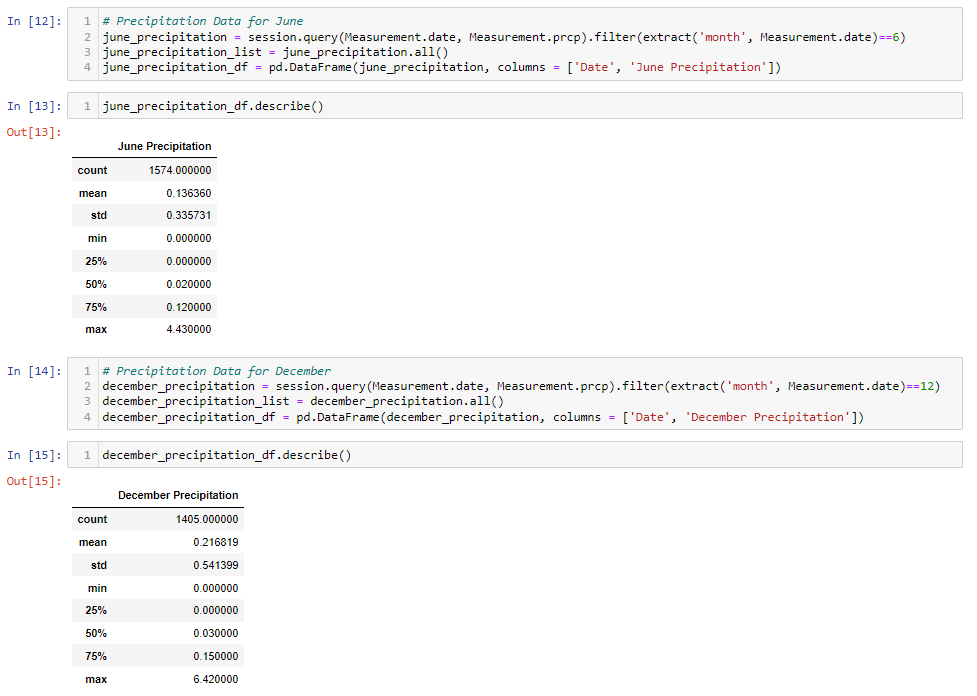 In [12]:
1 # Precipitation Data for June
2 june_precipitation = session.query(Measurement.date, Measurement.prcp).filter(extract('month', Measurement.date)==6)
3 june_precipitation_list = june_precipitation.all()
4 june_precipitation_df = pd.DataFrame(june_precipitation, columns = ['Date', 'June Precipitation'])
In [13]:
1 june_precipitation_df.describe()
Out[13]:
June Precipitation
count 1574.000000
mean 0.136360
std 0.335731
min 0.000000
25% 0.000000
50% 0.020000
75% 0.120000
max 4.430000
In [14]:
1 # Precipitation Data for December
2 december_precipitation = session.query(Measurement.date, Measurement.prcp).filter(extract('month', Measurement.date)==12)
3 december_precipitation_list = december_precipitation.all()
4 december_precipitation_df = pd.DataFrame(december_precipitation, columns = ['Date', 'December Precipitation'])
In [15]:
1 december_precipitation_df.describe()
Out[15]:
December Precipitation
count 1405.000000
mean 0.216819
std 0.541399
min 0.000000
25% 0.000000
50% 0.030000
75% 0.150000
max 6.420000